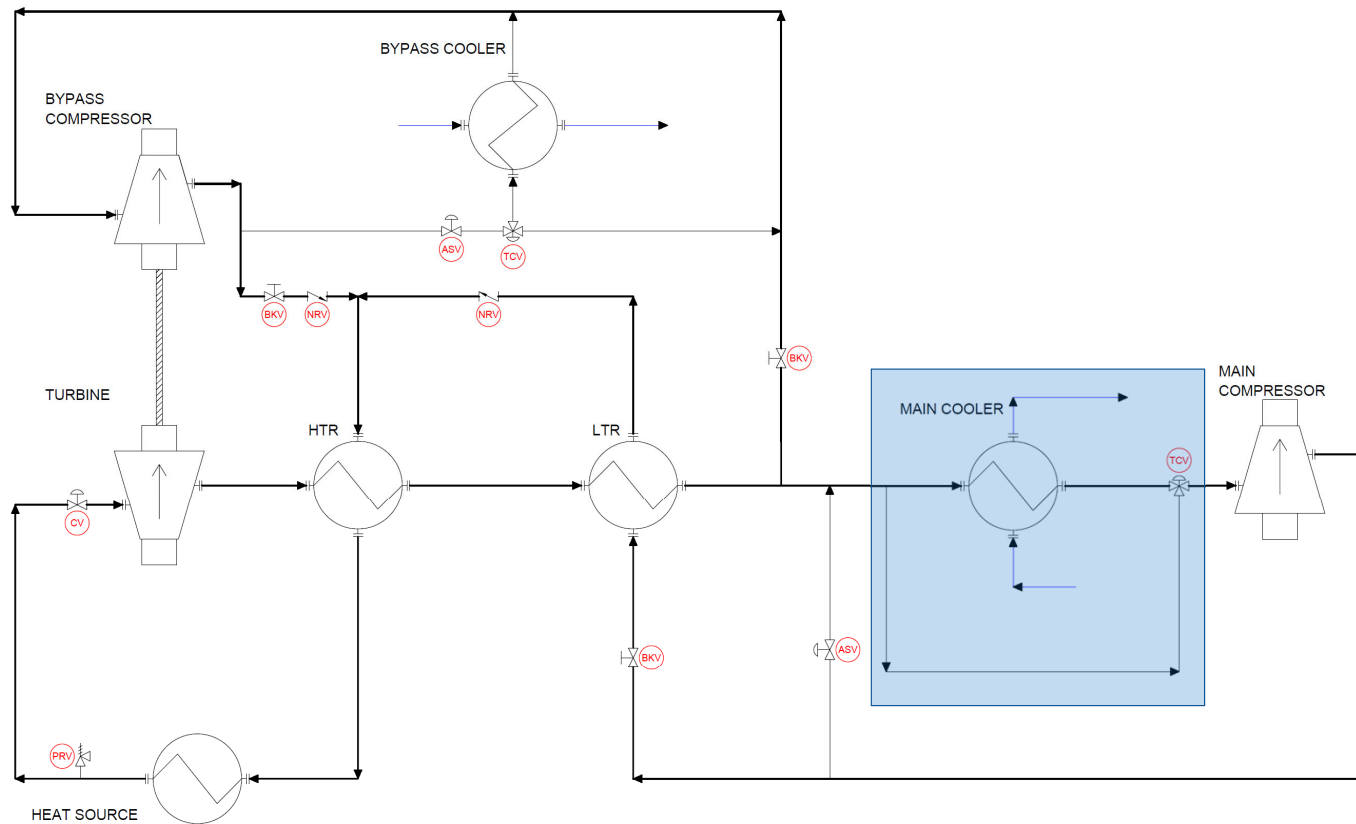 BYPASS COOLER
BYPASS
COMPRESSOR
ASV
TCV
BKV
NRV
NRV
BKV
TURBINE
HTR
LTR
MAIN COOLER
MAIN
COMPRESSOR
TCV
CV
BKV
ASV
PRV
HEAT SOURCE